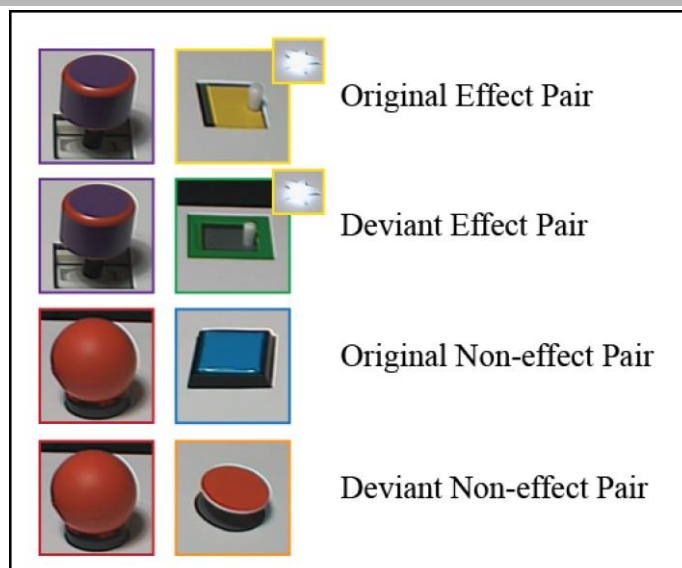 Original Effect Pair
Deviant Effect Pair
Original Non-effect Pair
Deviant Non-effect Pair